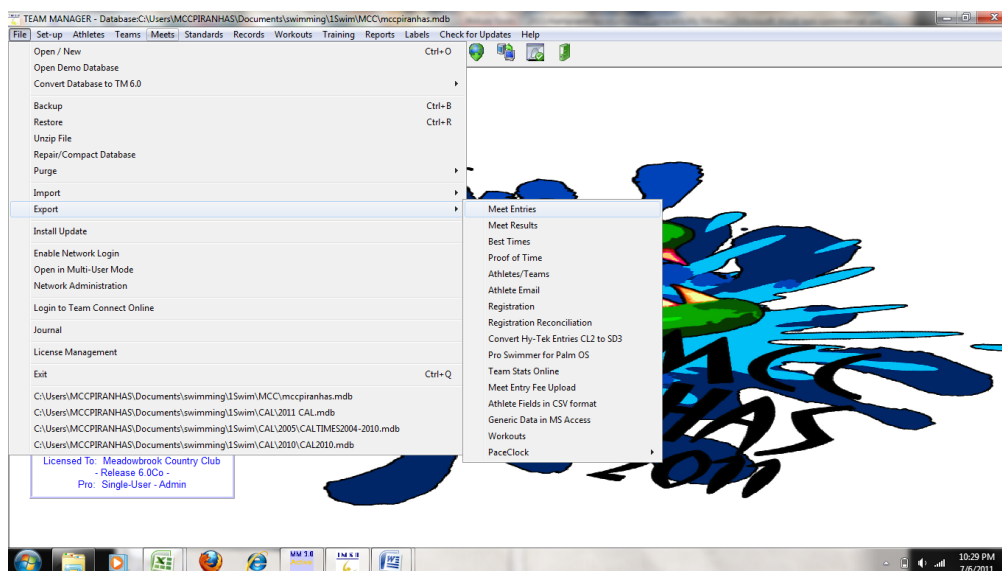 TEAM MANAGER - Database:C:\Users\MCCPIRANHAS\Documents\swimming\1Swim\MCC\mccpiranhas.mdb
File Set-up Athletes Teams Meets Standards Records Workouts Training Reports Labels Check for Updates Help
Open / New Ctrl+O
Open Demo Database
Convert Database to TM 6.0
Backup Ctrl+B
Restore Ctrl+R
Unzip File
Repair/Compact Database
Purge
Import
Export
Install Update
Enable Network Login
Open in Multi-User Mode
Network Administration
Login to Team Connect Online
Journal
License Management
Exit Ctrl+Q
C:\Users\MCCPIRANHAS\Documents\swimming\1Swim\MCC\mccpiranhas.mdb
C:\Users\MCCPIRANHAS\Documents\swimming\1Swim\CAL\2011 CAL.mdb
C:\Users\MCCPIRANHAS\Documents\swimming\1Swim\CAL\2005\CALTIMES2004-2010.mdb
C:\Users\MCCPIRANHAS\Documents\swimming\1Swim\CAL\2010\CAL2010.mdb
Meet Entries
Meet Results
Best Times
Proof of Time
Athletes/Teams
Athlete Email
Registration
Registration Reconciliation
Convert Hy-Tek Entries CL2 to SD3
Pro Swimmer for Palm OS
Team Stats Online
Meet Entry Fee Upload
Athlete Fields in CSV format
Generic Data in MS Access
Workouts
PaceClock
MCC
HAS
2011
Licensed To: Meadowbrook Country Club
- Release 6.0Co -
Pro: Single-User - Admin
MM 3.0
10:29 PM
7/6/2011